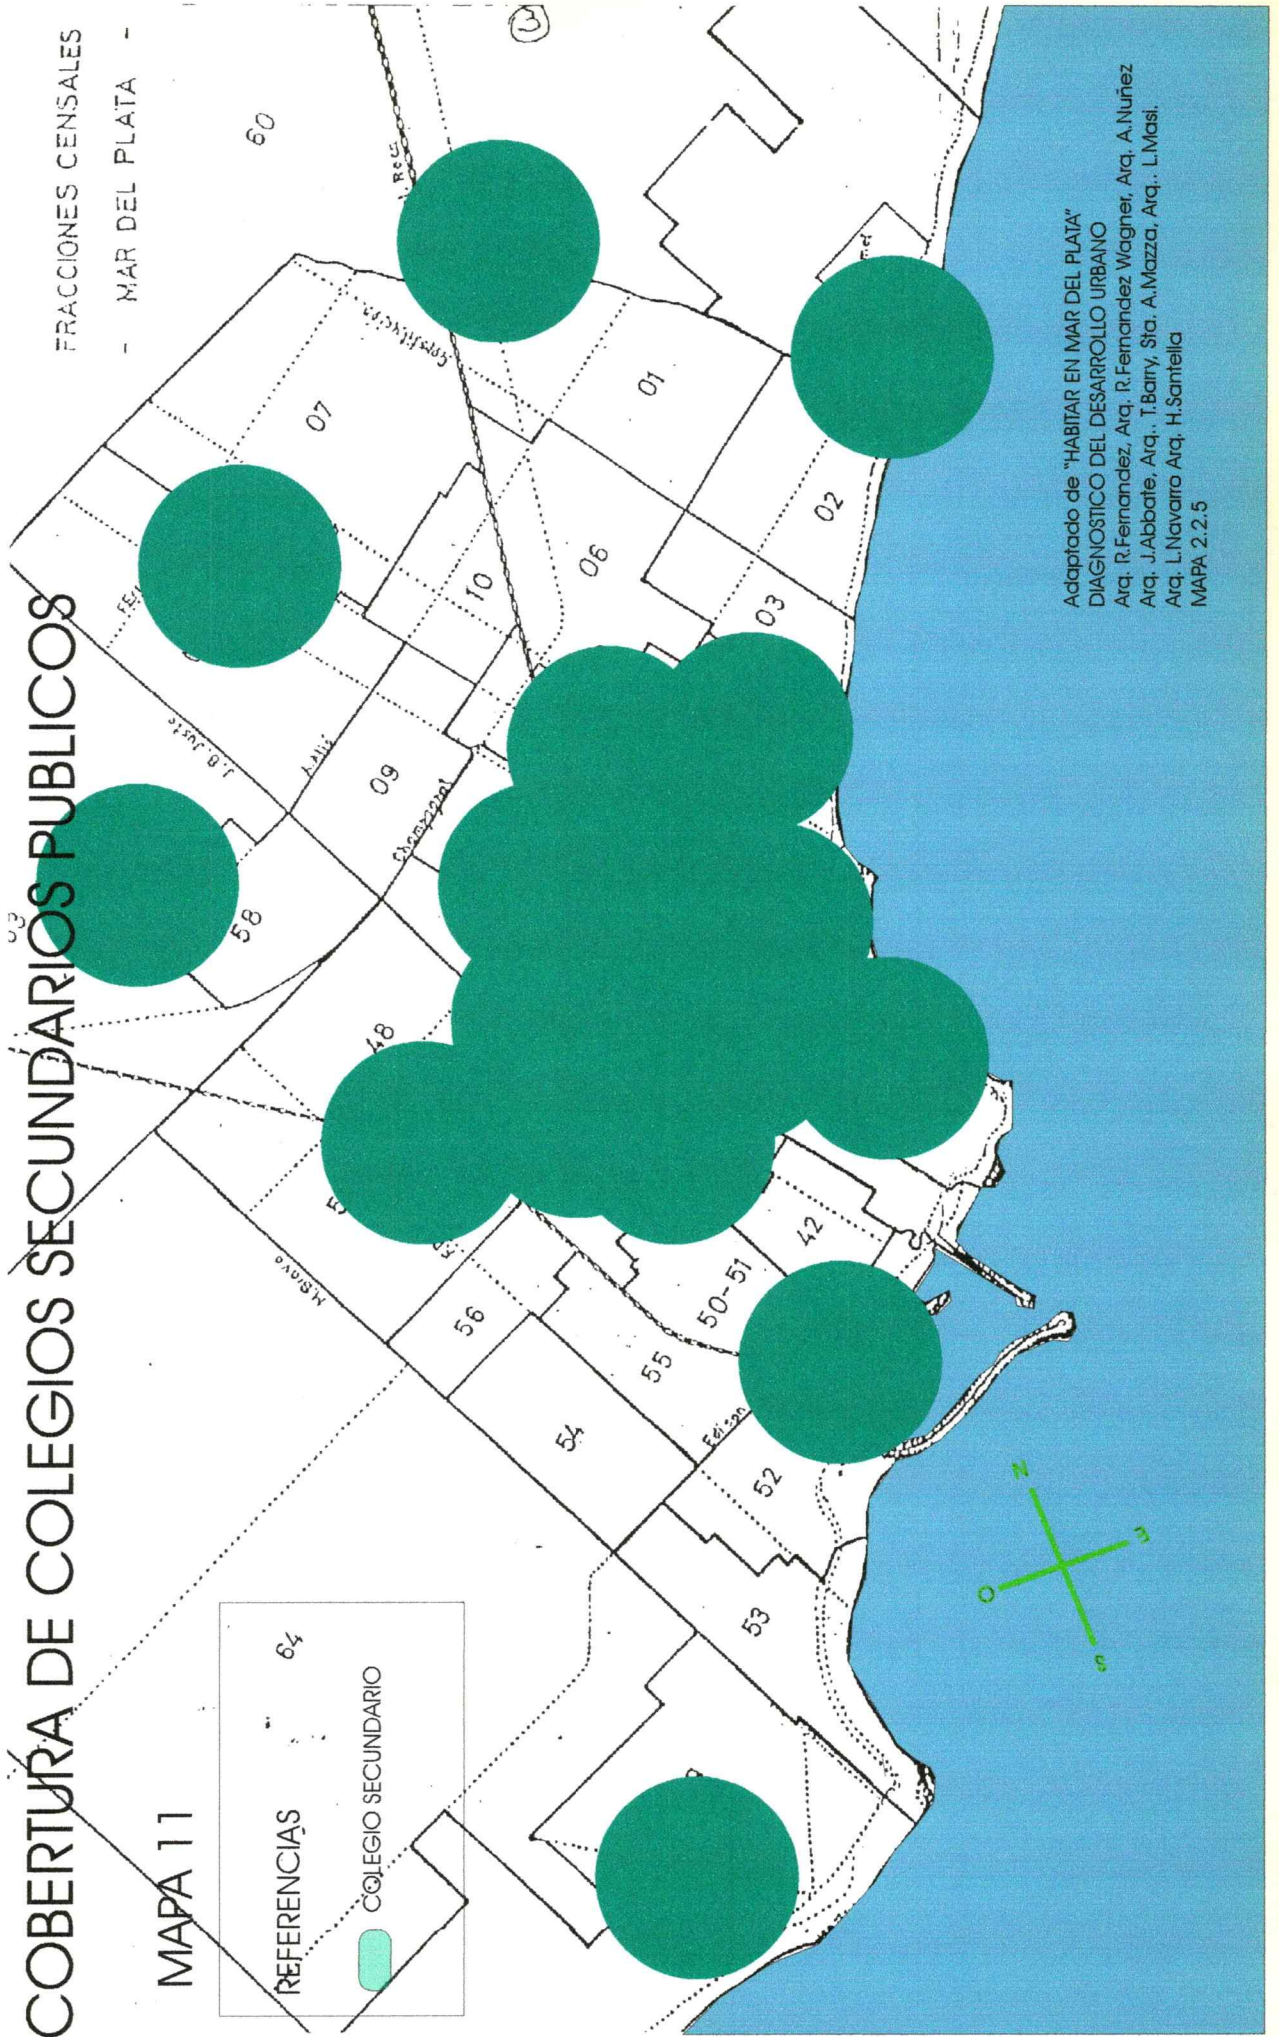 COBERTURA DE COLEGIOS SECUNDARIOS PUBLICOS
MAPA 11
FRACCIONES CENSALES
- MAR DEL PLATA -
REFERENCIAS
COLEGIO SECUNDARIO
64
60
58
07
01
02
03
06
10
09
48
42
50-51
56
55
54
52
53
Constitucion
J.B.Justo
Champagnat
M.Bravo
Edison
N
O
E
S
Adaptado de "HABITAR EN MAR DEL PLATA"
DIAGNOSTICO DEL DESARROLLO URBANO
Arq. R.Fernandez, Arq. R.Fernandez Wagner, Arq. A.Nuñez
Arq. J.Abbate, Arq.. T.Barry, Sta. A.Mazza, Arq.. L.Masi.
Arq. L.Navarro Arq. H.Santella
MAPA 2.2.5